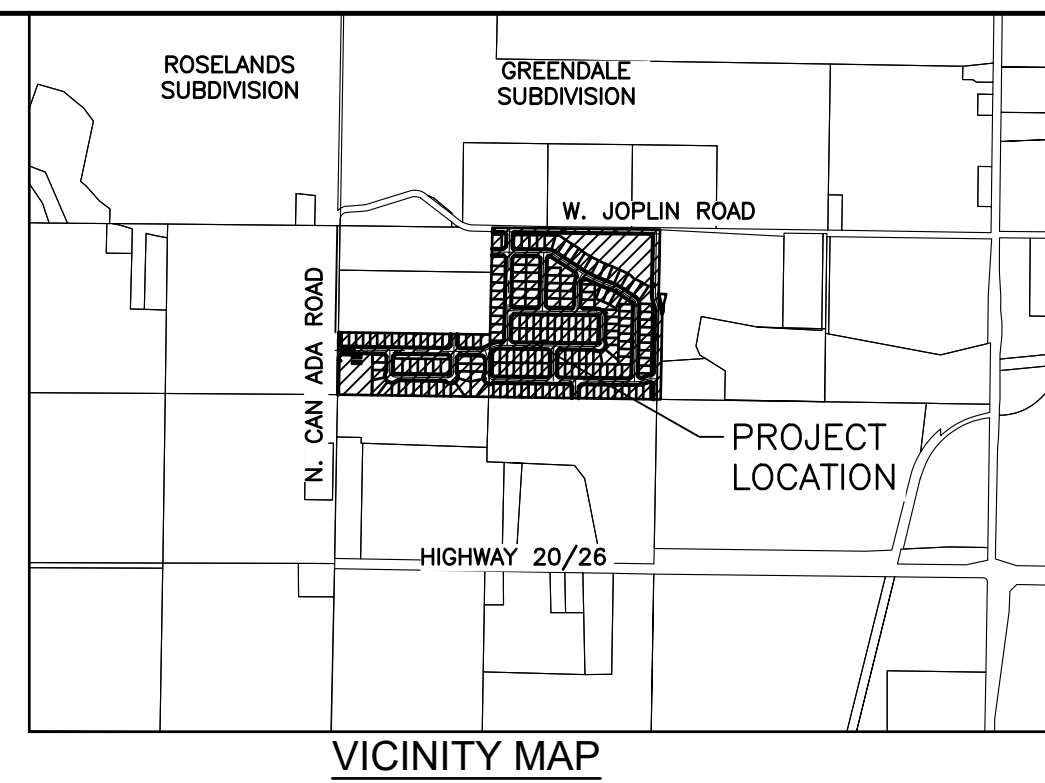 ROSELANDS
SUBDIVISION
GREENDALE
SUBDIVISION
W. JOPLIN ROAD
N. CAN ADA ROAD
PROJECT
LOCATION
HIGHWAY 20/26
VICINITY MAP